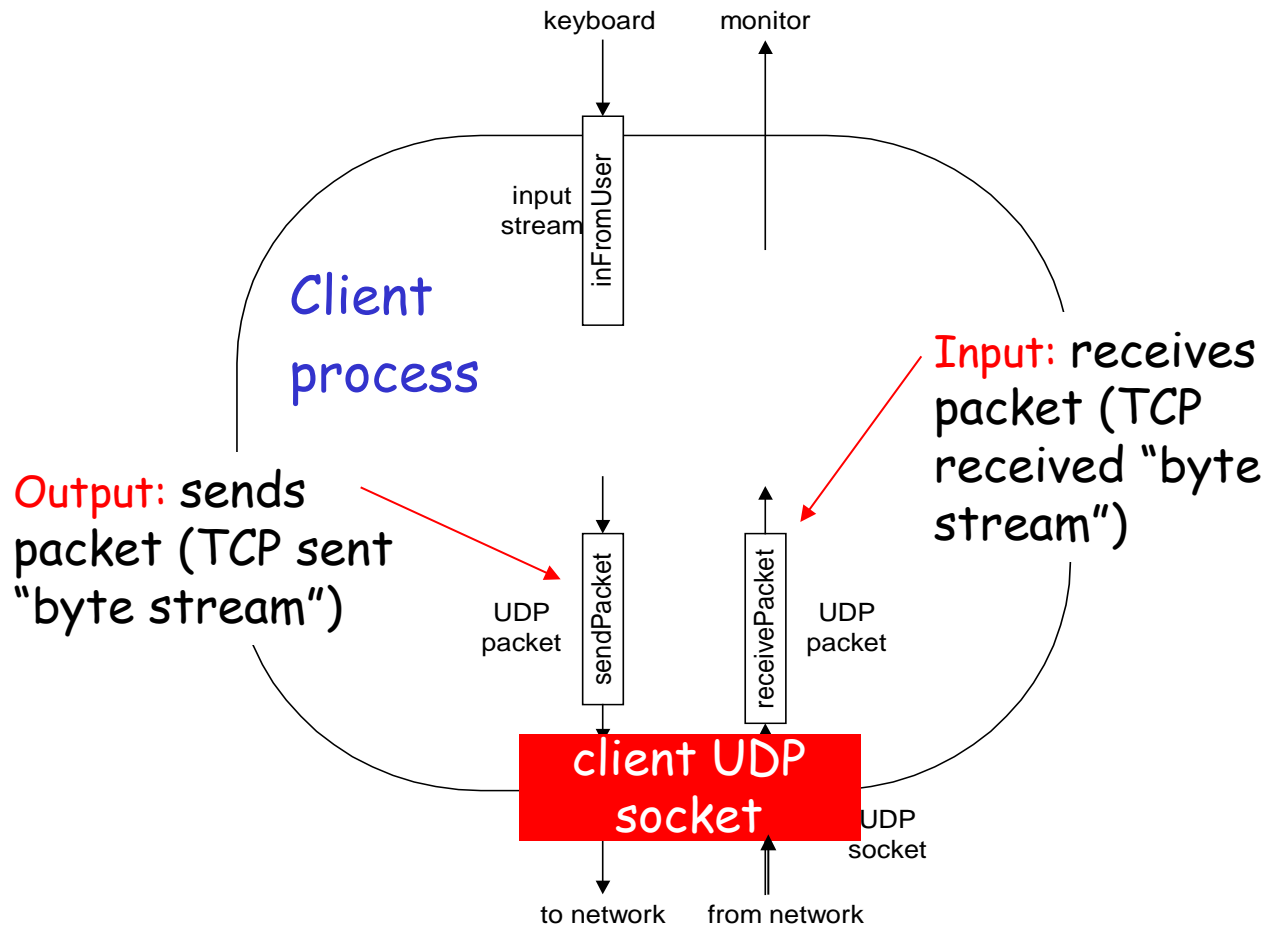 keyboard
monitor
inFromUser
input
stream
Client
process
Input: receives
packet (TCP
received “byte
stream”)
Output: sends
packet (TCP sent
“byte stream”)
sendPacket
UDP
packet
receivePacket
UDP
packet
client UDP
socket
UDP
socket
to network
from network